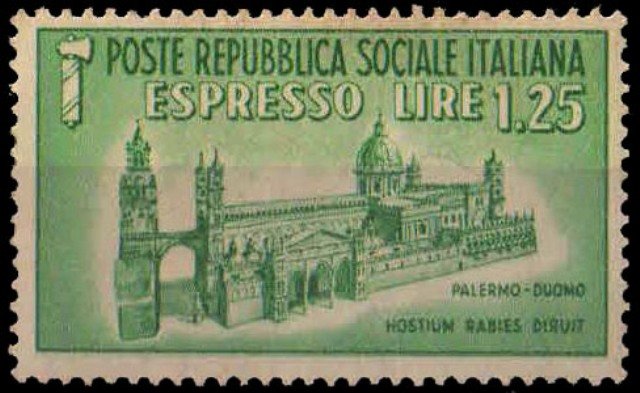 POSTE REPUBBLICA SOCIALE ITALIANA
ESPRESSO LIRE 1.25
PALERMO-DUOMO
HOSTIUM RABIES DIRUIT